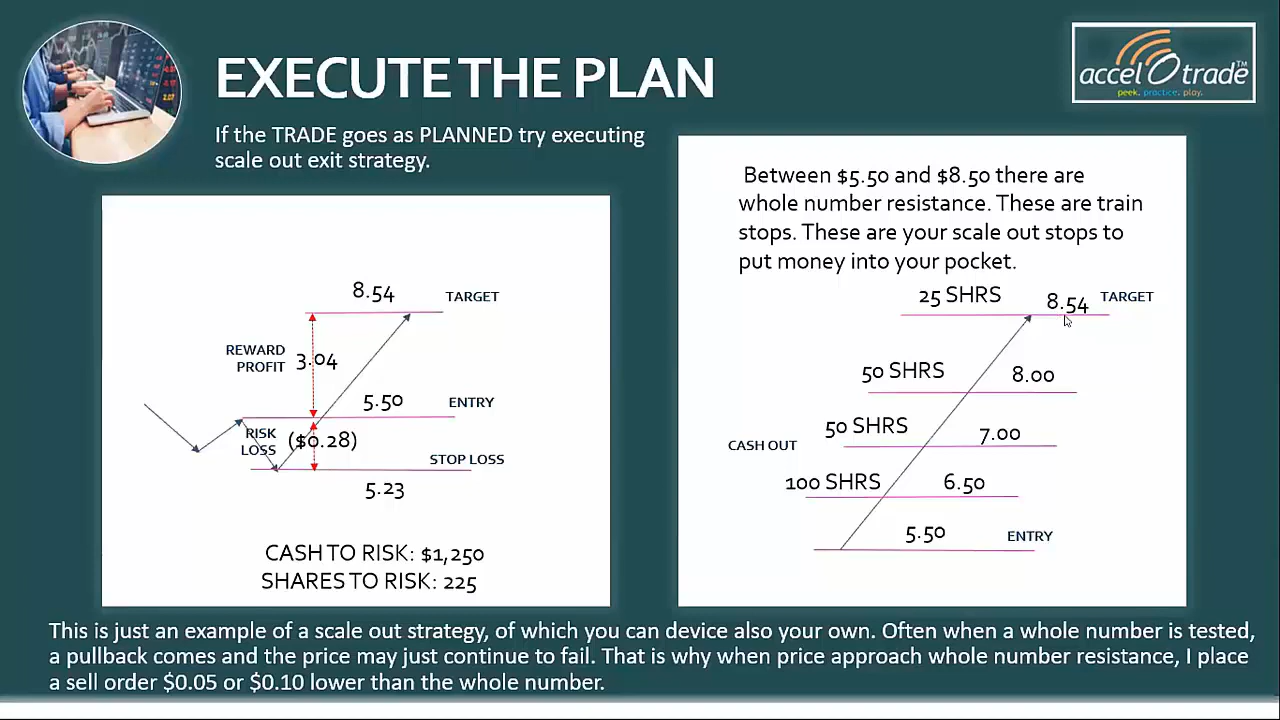 EXECUTE THE PLAN
accelOtrade™
peek. practice. play.
If the TRADE goes as PLANNED try executing
scale out exit strategy.
8.54
TARGET
REWARD
PROFIT
3.04
5.50
ENTRY
RISK
LOSS
($0.28)
STOP LOSS
5.23
CASH TO RISK: $1,250
SHARES TO RISK: 225
Between $5.50 and $8.50 there are
whole number resistance. These are train
stops. These are your scale out stops to
put money into your pocket.
25 SHRS
8.54
TARGET
50 SHRS
8.00
50 SHRS
7.00
CASH OUT
100 SHRS
6.50
5.50
ENTRY
This is just an example of a scale out strategy, of which you can device also your own. Often when a whole number is tested,
a pullback comes and the price may just continue to fail. That is why when price approach whole number resistance, I place
a sell order $0.05 or $0.10 lower than the whole number.